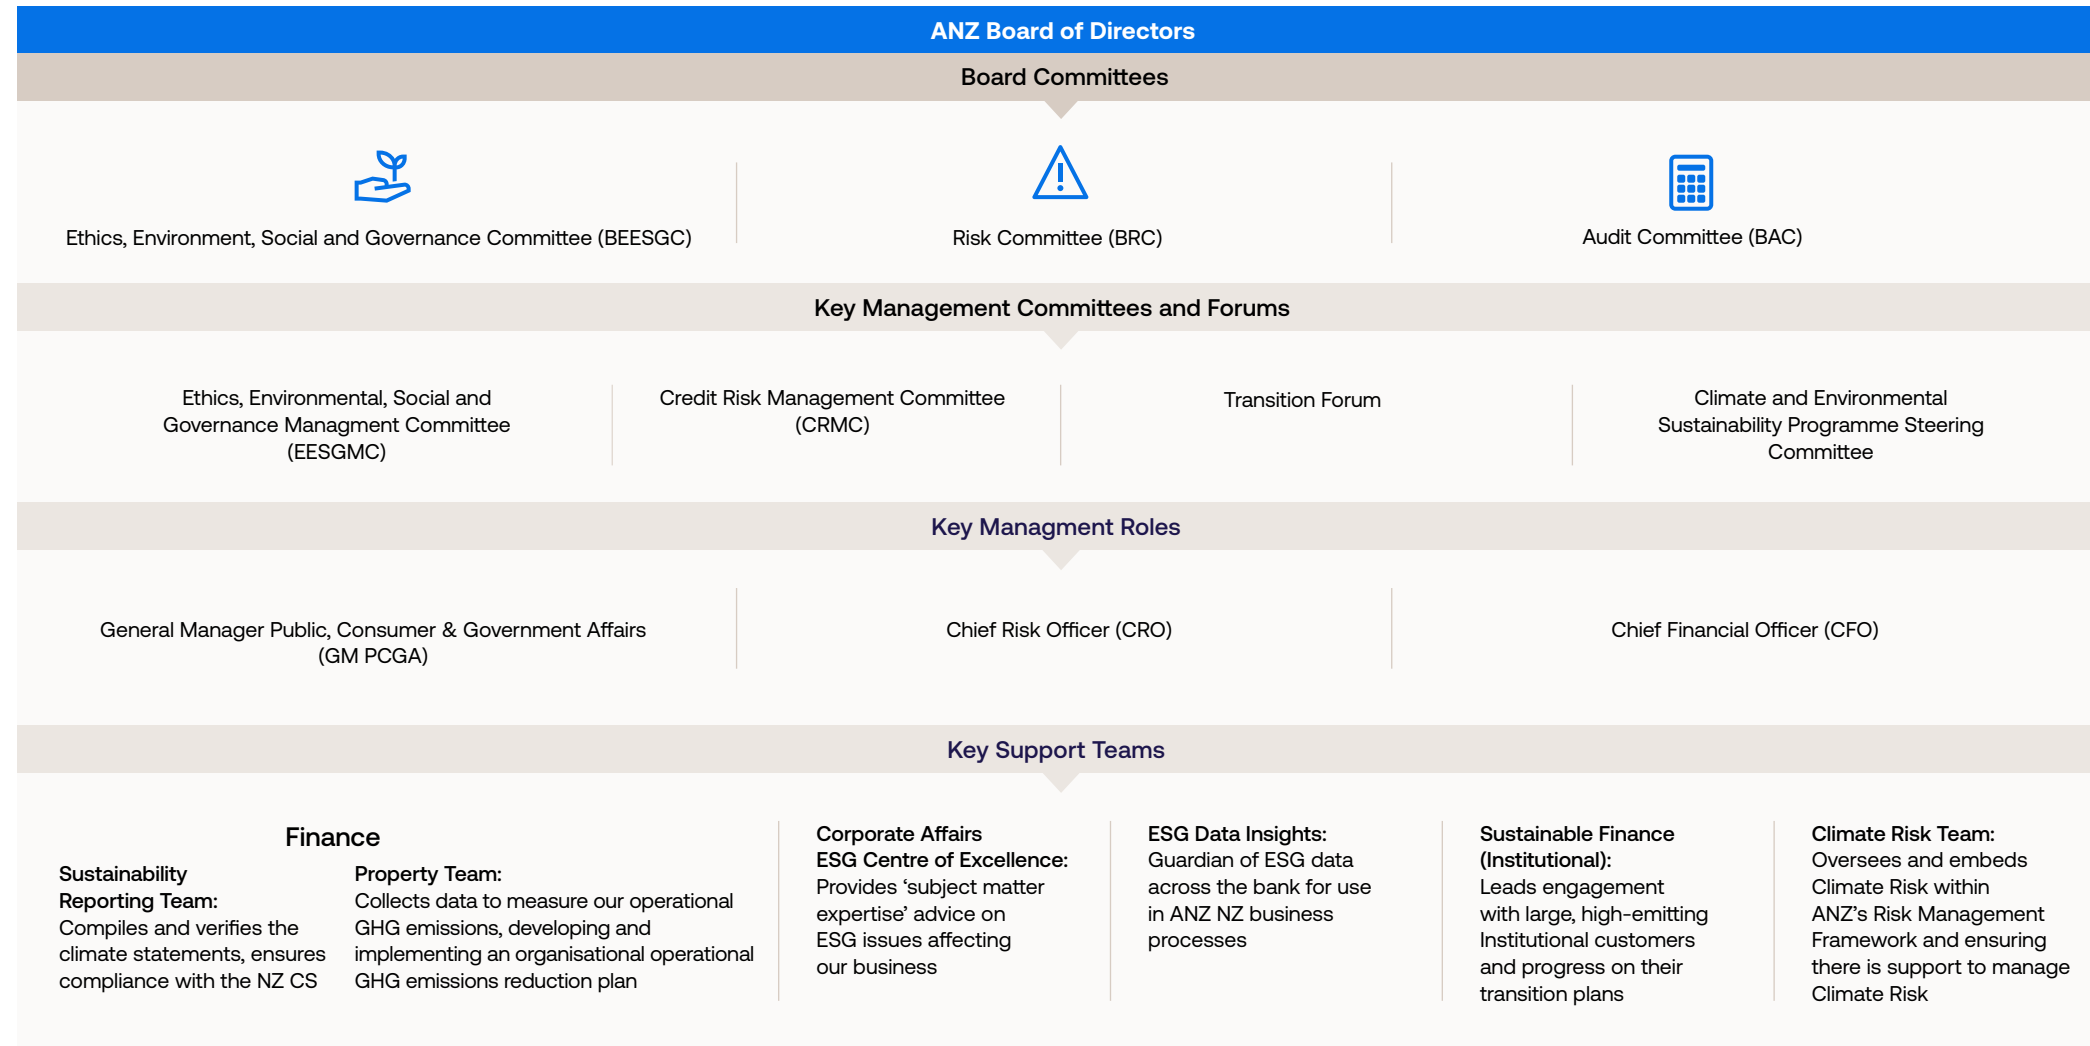 ANZ Board of Directors
Board Committees
Ethics, Environment, Social and Governance Committee (BEESGC)
Risk Committee (BRC)
Audit Committee (BAC)
Key Management Committees and Forums
Ethics, Environmental, Social and
Governance Managment Committee
(EESGMC)
Credit Risk Management Committee
(CRMC)
Transition Forum
Climate and Environmental
Sustainability Programme Steering
Committee
Key Managment Roles
General Manager Public, Consumer & Government Affairs
(GM PCGA)
Chief Risk Officer (CRO)
Chief Financial Officer (CFO)
Key Support Teams
Finance
Sustainability
Reporting Team:
Compiles and verifies the
climate statements, ensures
compliance with the NZ CS
Property Team:
Collects data to measure our operational
GHG emissions, developing and
implementing an organisational operational
GHG emissions reduction plan
Corporate Affairs
ESG Centre of Excellence:
Provides ‘subject matter
expertise’ advice on
ESG issues affecting
our business
ESG Data Insights:
Guardian of ESG data
across the bank for use
in ANZ NZ business
processes
Sustainable Finance
(Institutional):
Leads engagement
with large, high-emitting
Institutional customers
and progress on their
transition plans
Climate Risk Team:
Oversees and embeds
Climate Risk within
ANZ’s Risk Management
Framework and ensuring
there is support to manage
Climate Risk